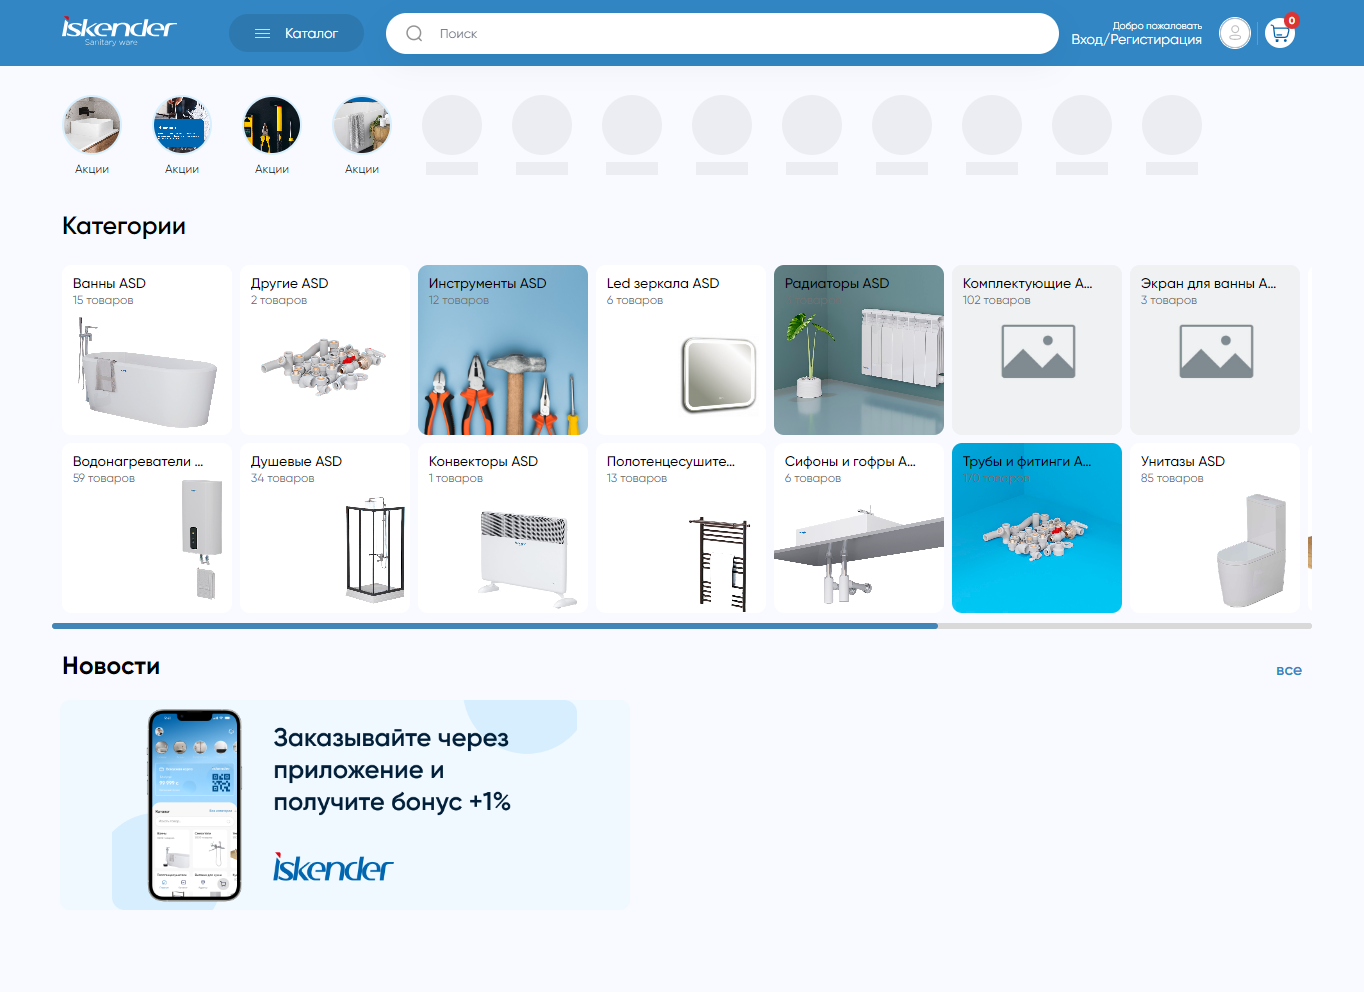 iskender
Sanitary ware
Каталог
Поиск
Добро пожаловать
Вход/Регистирация
0
Акции
Акции
Акции
Акции
Категории
Ванны ASD
15 товаров
Другие ASD
2 товаров
Инструменты ASD
12 товаров
Led зеркала ASD
6 товаров
Радиаторы ASD
товаров
Комплектующие A...
102 товаров
Экран для ванны A...
3 товаров
Водонагреватели ...
59 товаров
Душевые ASD
34 товаров
Конвекторы ASD
1 товаров
Полотенцесушите...
13 товаров
Сифоны и гофры A...
6 товаров
Трубы и фитинги A...
170 товаров
Унитазы ASD
85 товаров
Новости
все
Заказывайте через
приложение и
получите бонус +1%
iskender